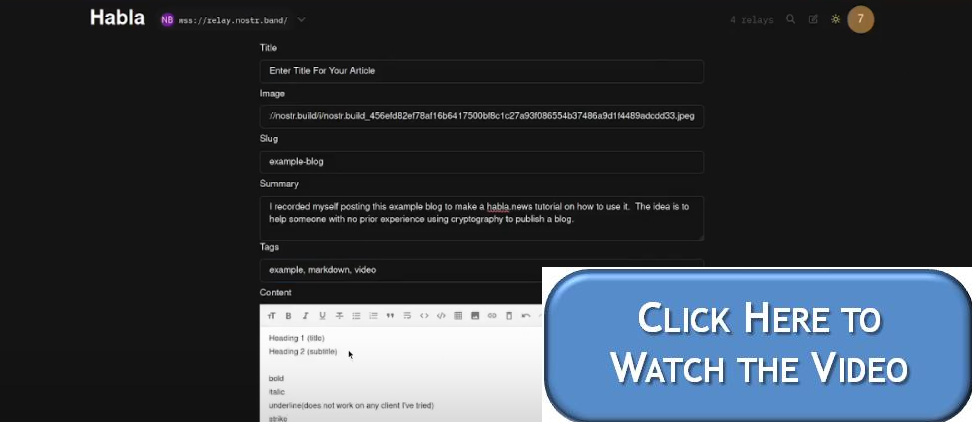 Habla
NB wss://relay.nostr.band/
4 relays
7
Title
Enter Title For Your Article
Image
//nostr.build/i/nostr.build_456efd82ef78af16b6417500bf8c1c27a93f086554b37486a9d1f4489adcdd33.jpeg
Slug
example-blog
Summary
I recorded myself posting this example blog to make a habla.news tutorial on how to use it. The idea is to
help someone with no prior experience using cryptography to publish a blog.
Tags
example, markdown, video
Content
Heading 1 (title)
Heading 2 (subtitle)
bold
italic
underline(does not work on any client I've tried)
strike
Click Here to
Watch the Video